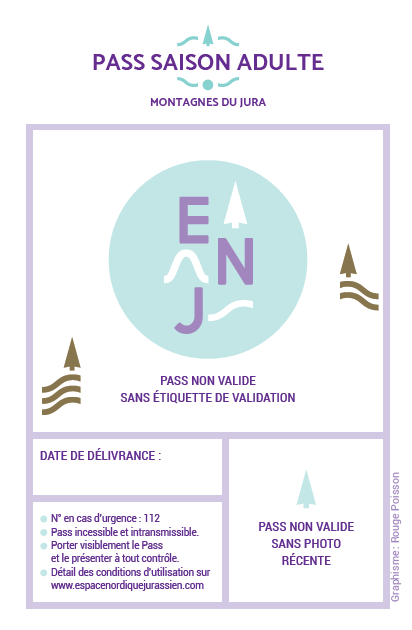 PASS SAISON ADULTE
MONTAGNES DU JURA
E
N
J
PASS NON VALIDE
SANS ÉTIQUETTE DE VALIDATION
DATE DE DÉLIVRANCE :
N° en cas d'urgence : 112
Pass incessible et intransmissible.
Porter visiblement le Pass
et le présenter à tout contrôle.
Détail des conditions d'utilisation sur
www.espacenordiquejurassien.com
PASS NON VALIDE
SANS PHOTO
RÉCENTE
Graphisme : Rouge Poisson